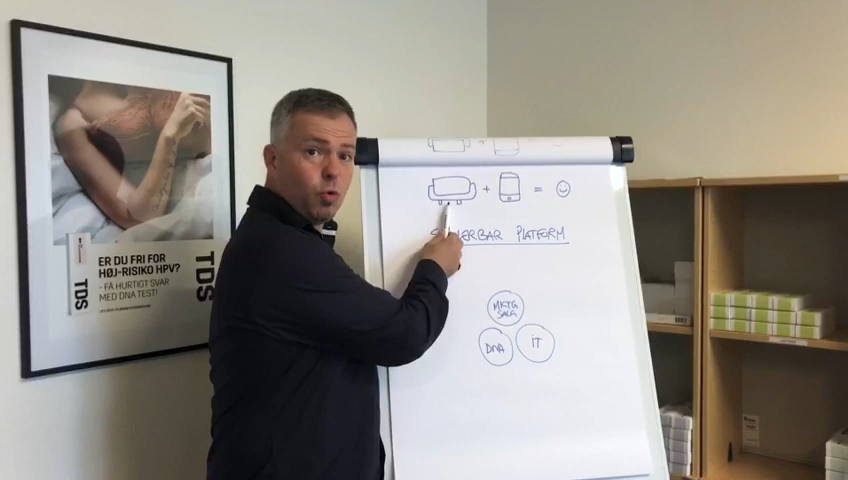 ER DU FRI FOR
HØJ-RISIKO HPV?
- FÅ HURTIGT SVAR
MED DNA TEST!
TDS
TDS
+ =
PLATFORM
MKTG
SALG
DNA
IT